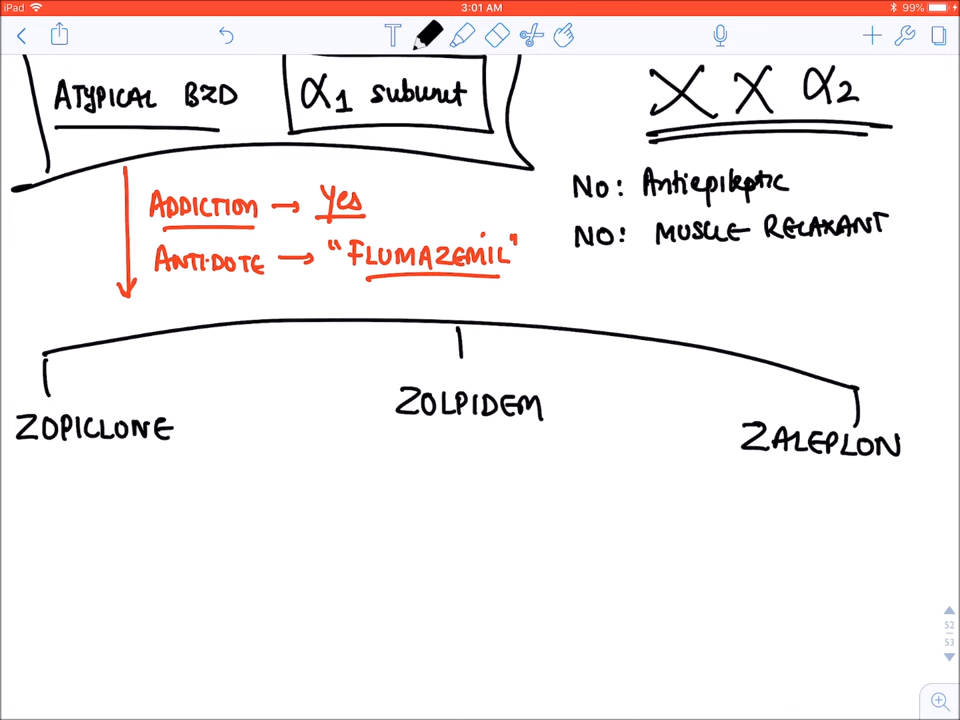 iPad 3:01 AM 99%
T
ATYPICAL BZD α1 subunit
X X α2
No: Antiepileptic
No: MUSCLE RELAXANT
ADDICTION → Yes
ANTIDOTE → "FLUMAZEMIL"
ZOPICLONE ZOLPIDEM ZALEPLON
52
53